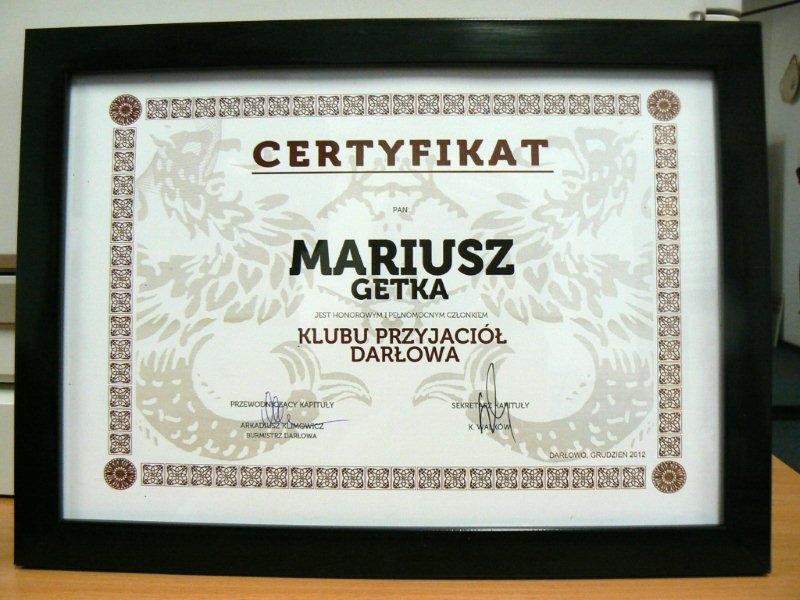 CERTYFIKAT
PAN
MARIUSZ
GETKA
JEST HONOROWYM I PEŁNOMOCNYM CZŁONKIEM
KLUBU PRZYJACIÓŁ
DARŁOWA
PRZEWODNICZĄCY KAPITUŁY
ARKADIUSZ KLIMOWICZ
BURMISTRZ DARŁOWA
SEKRETARZ KAPITUŁY
K. WALKÓW
DARŁOWO, GRUDZIEŃ 2012